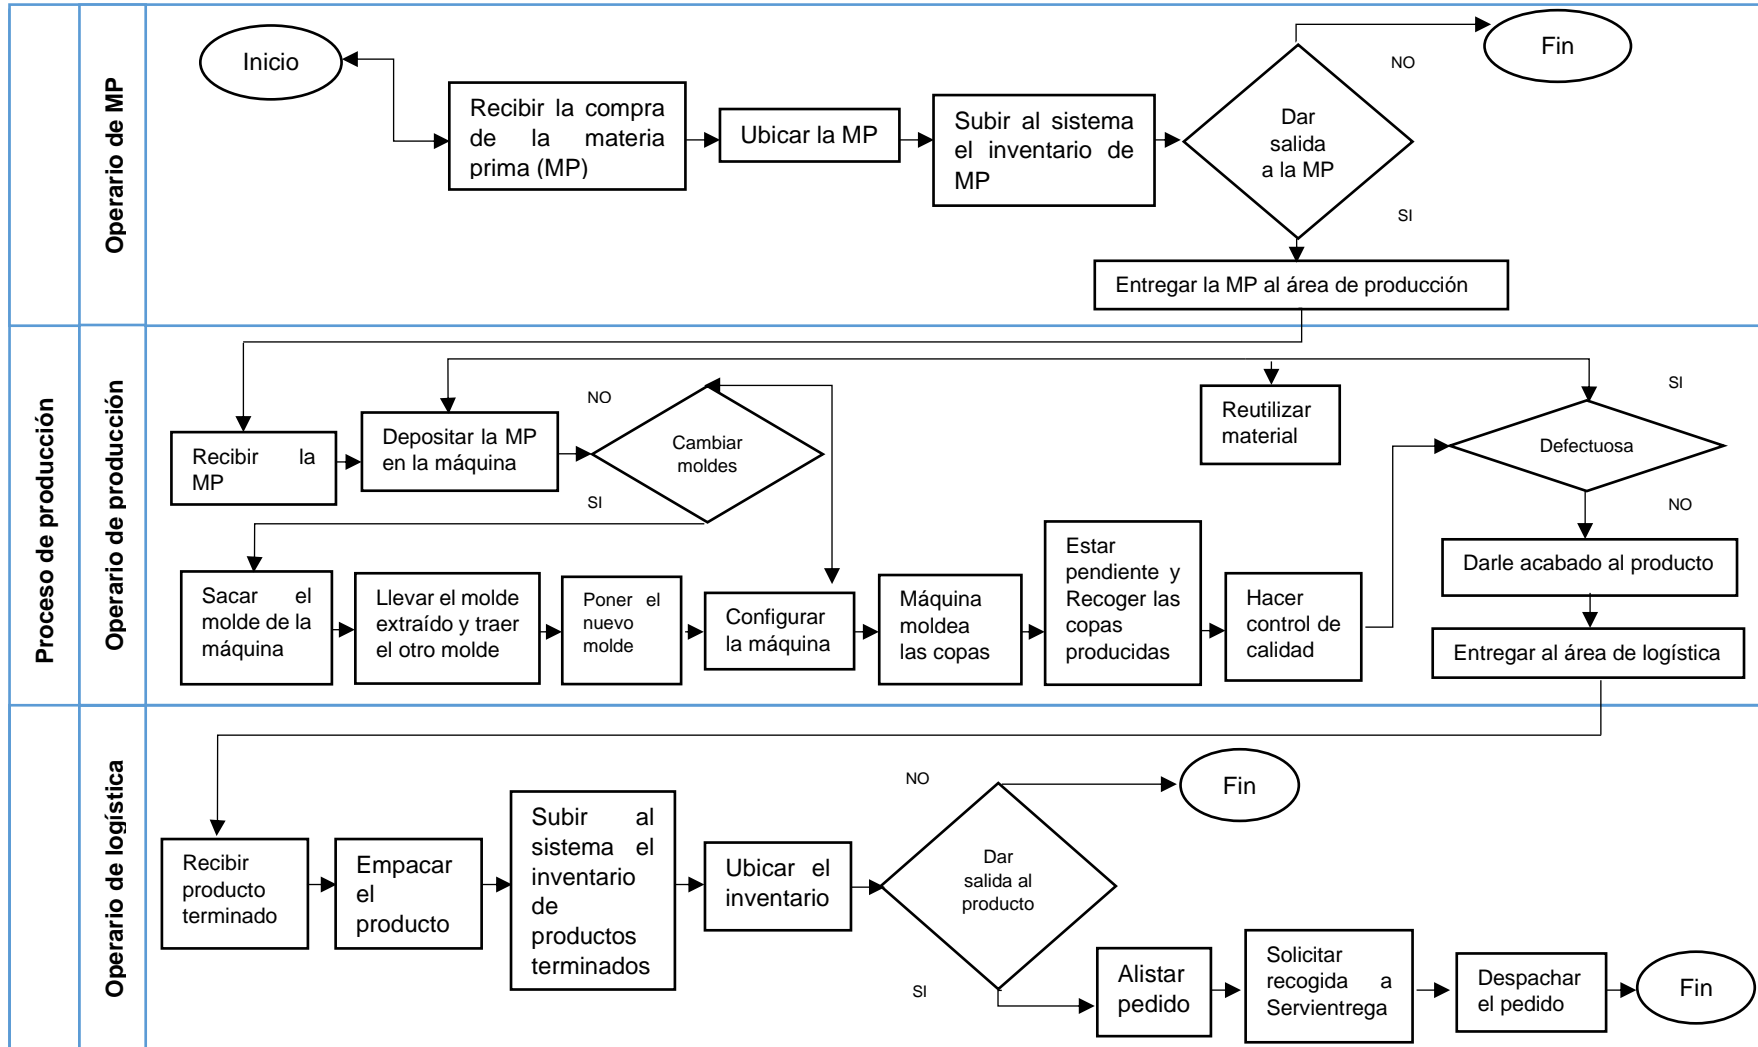 Proceso de producción
Operario de MP
Inicio
Recibir la compra
de la materia
prima (MP)
Ubicar la MP
Subir al sistema
el inventario de
MP
Dar
salida
a la MP
NO
Fin
SI
Entregar la MP al área de producción
Operario de producción
Recibir la
MP
Depositar la MP
en la máquina
NO
Cambiar
moldes
SI
Reutilizar
material
SI
Defectuosa
NO
Sacar el
molde de la
máquina
Llevar el molde
extraído y traer
el otro molde
Poner el
nuevo
molde
Configurar
la máquina
Máquina
moldea
las copas
Estar
pendiente y
Recoger las
copas
producidas
Hacer
control de
calidad
Darle acabado al producto
Entregar al área de logística
Operario de logística
Recibir
producto
terminado
Empacar
el
producto
Subir al
sistema el
inventario
de
productos
terminados
Ubicar el
inventario
NO
Dar
salida al
producto
Fin
SI
Alistar
pedido
Solicitar
recogida a
Servientrega
Despachar
el pedido
Fin